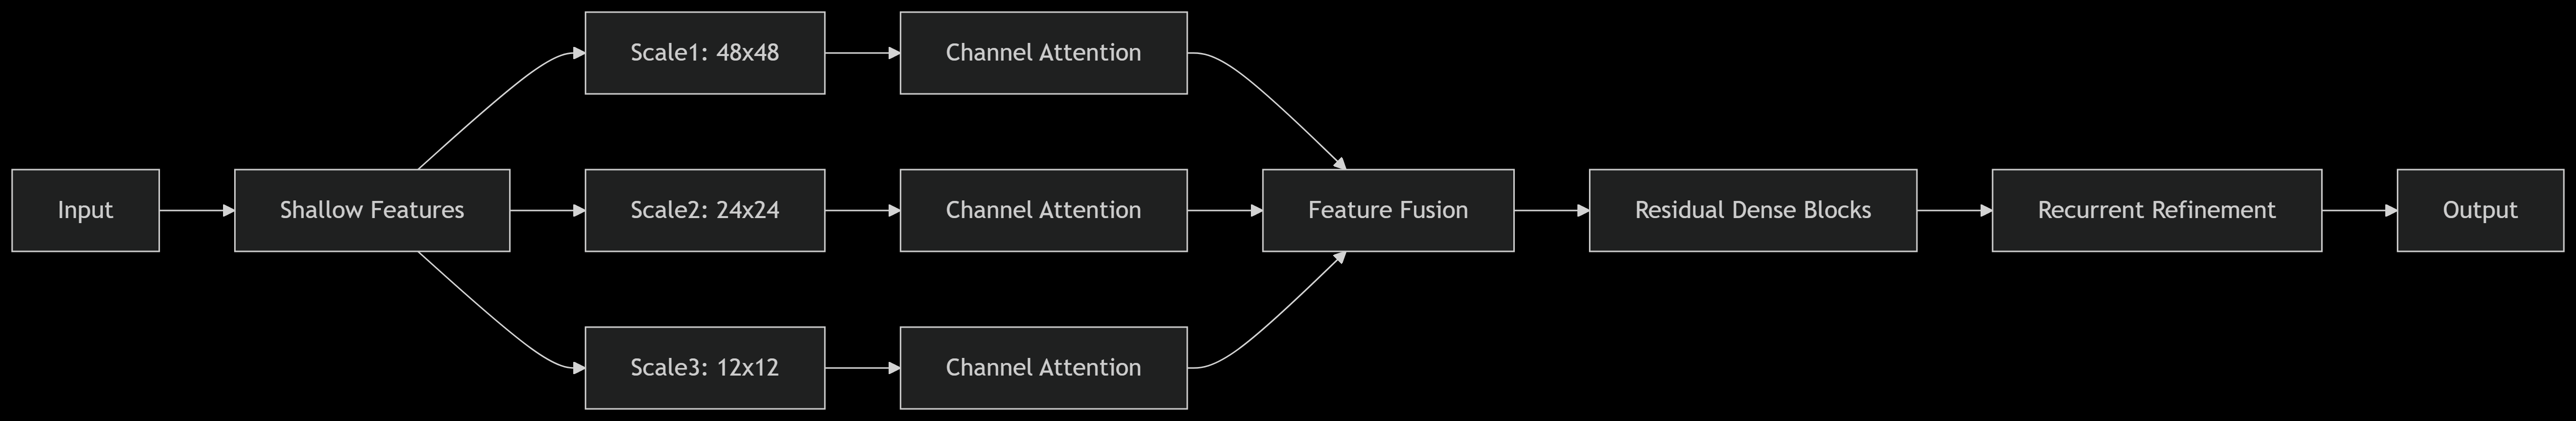 Input
Shallow Features
Scale1: 48x48
Channel Attention
Scale2: 24x24
Channel Attention
Scale3: 12x12
Channel Attention
Feature Fusion
Residual Dense Blocks
Recurrent Refinement
Output